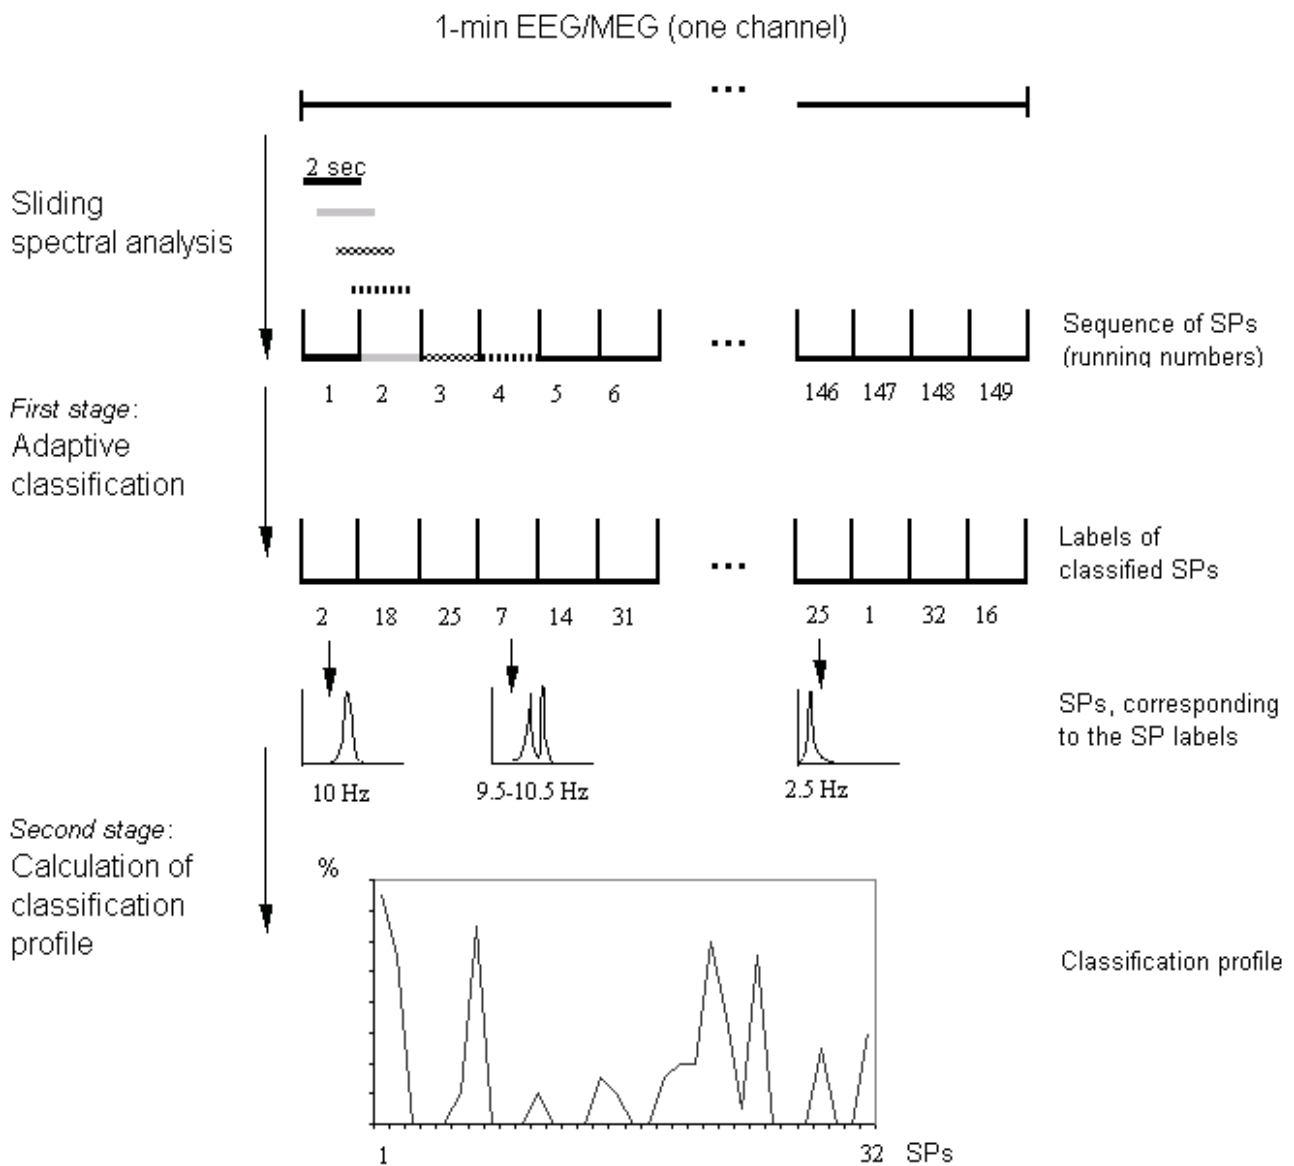 1-min EEG/MEG (one channel)
...
2 sec
Sliding
spectral analysis
...
Sequence of SPs
(running numbers)
1 2 3 4 5 6 146 147 148 149
First stage:
Adaptive
classification
...
Labels of
classified SPs
2 18 25 7 14 31 25 1 32 16
SPs, corresponding
to the SP labels
10 Hz 9.5-10.5 Hz 2.5 Hz
Second stage:
Calculation of
classification
profile
%
Classification profile
1 32 SPs